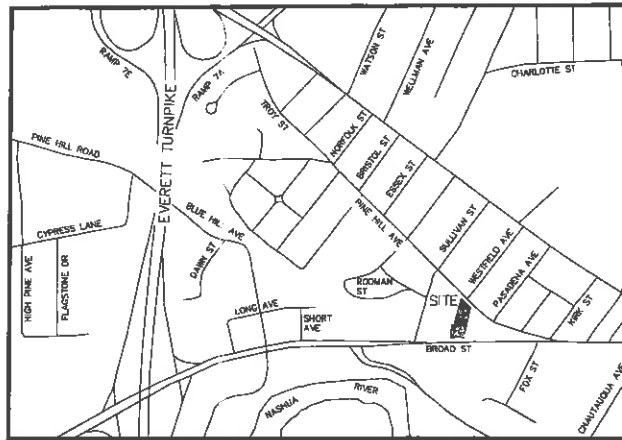 RAMP 7E
RAMP 7A
EVERETT TURNPIKE
WATSON ST
WELLMAN AVE
CHARLOTTE ST
TROY ST
NORFOLK ST
BRISTOL ST
ESSEX ST
PINE HILL ROAD
BLUE HILL AVE
PINE HILL AVE
SULLIVAN ST
WESTFIELD AVE
PASADENA AVE
KIRK ST
CYPRESS LANE
HIGH PINE AVE
FLAGSTONE DR
DAWN ST
RODMAN
ST
SITE
LONG AVE
SHORT
AVE
BROAD ST
FOX ST
CHAUTAUQUA AVE
NASHUA
RIVER